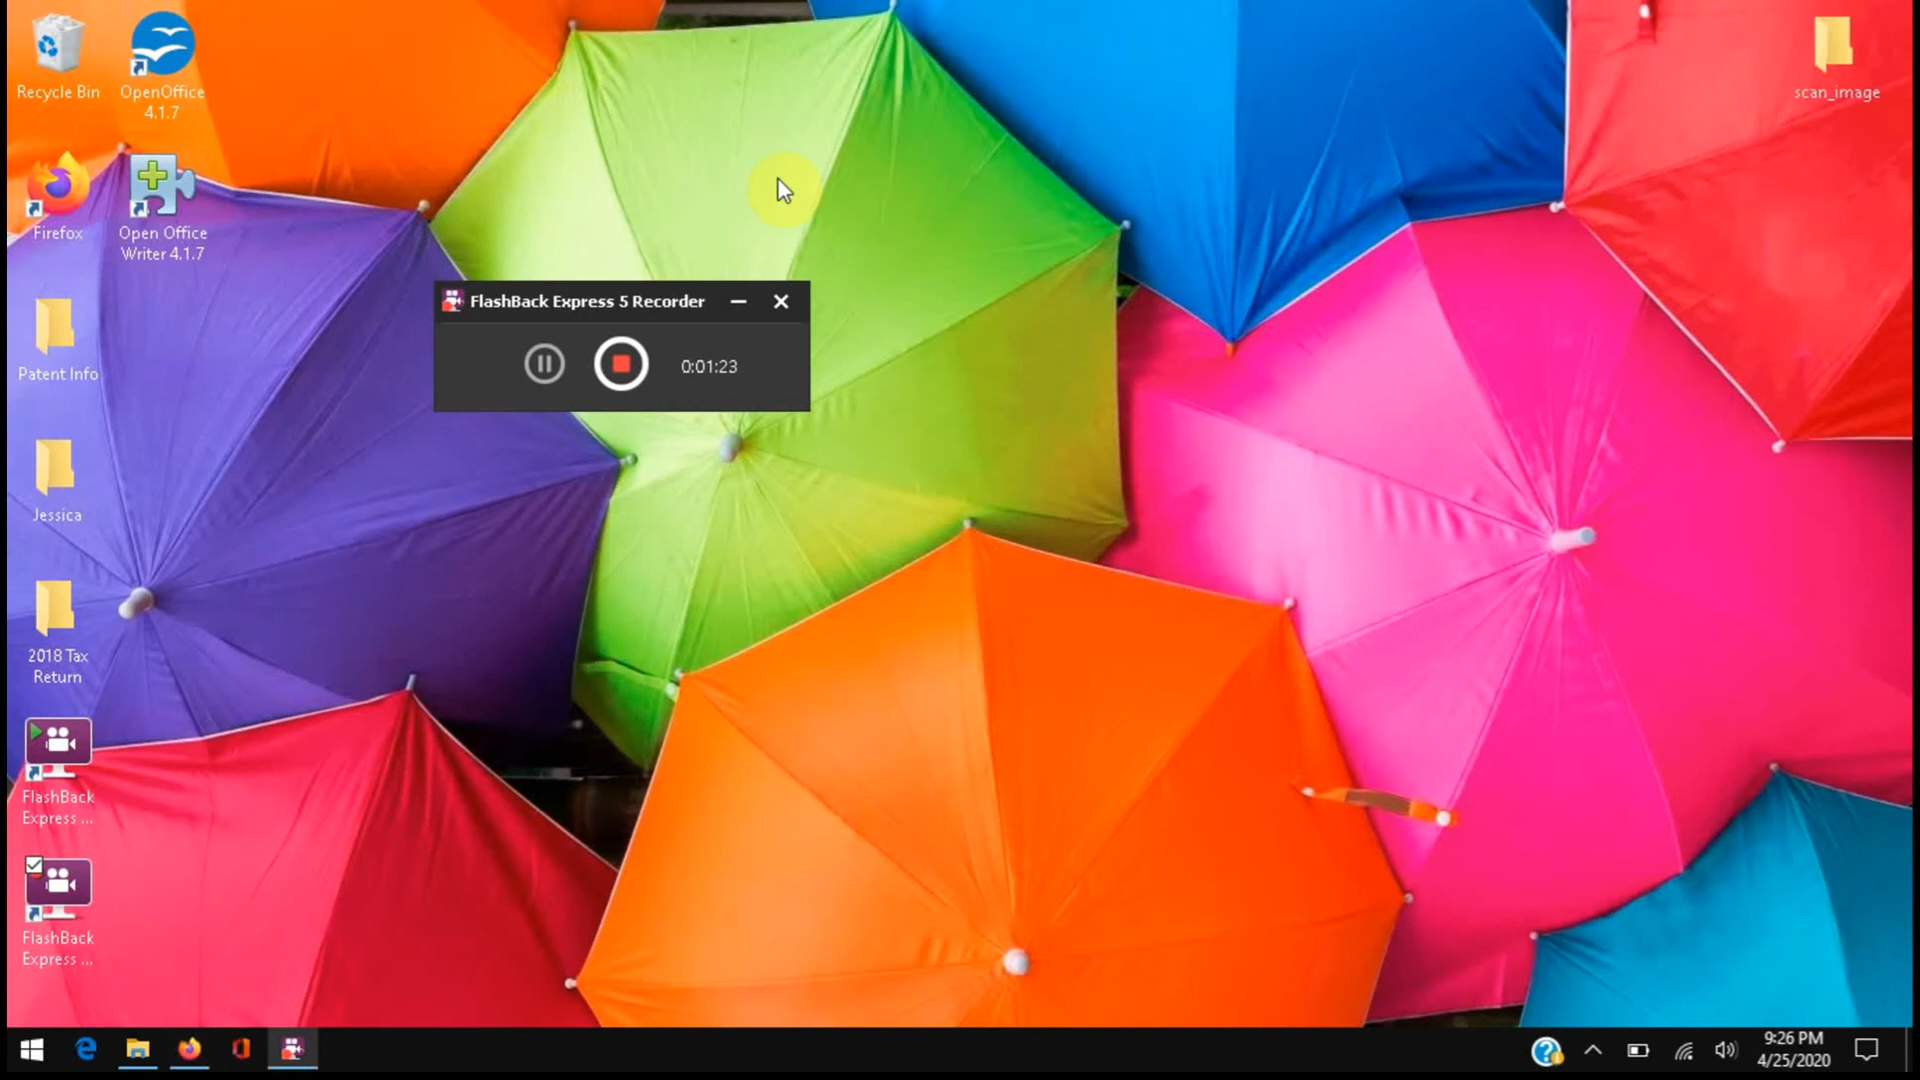 Recycle Bin
OpenOffice
4.1.7
scan_image
Firefox
Open Office
Writer 4.1.7
FlashBack Express 5 Recorder
0:01:23
Patent Info
Jessica
2018 Tax
Return
FlashBack
Express ...
FlashBack
Express ...
9:26 PM
4/25/2020